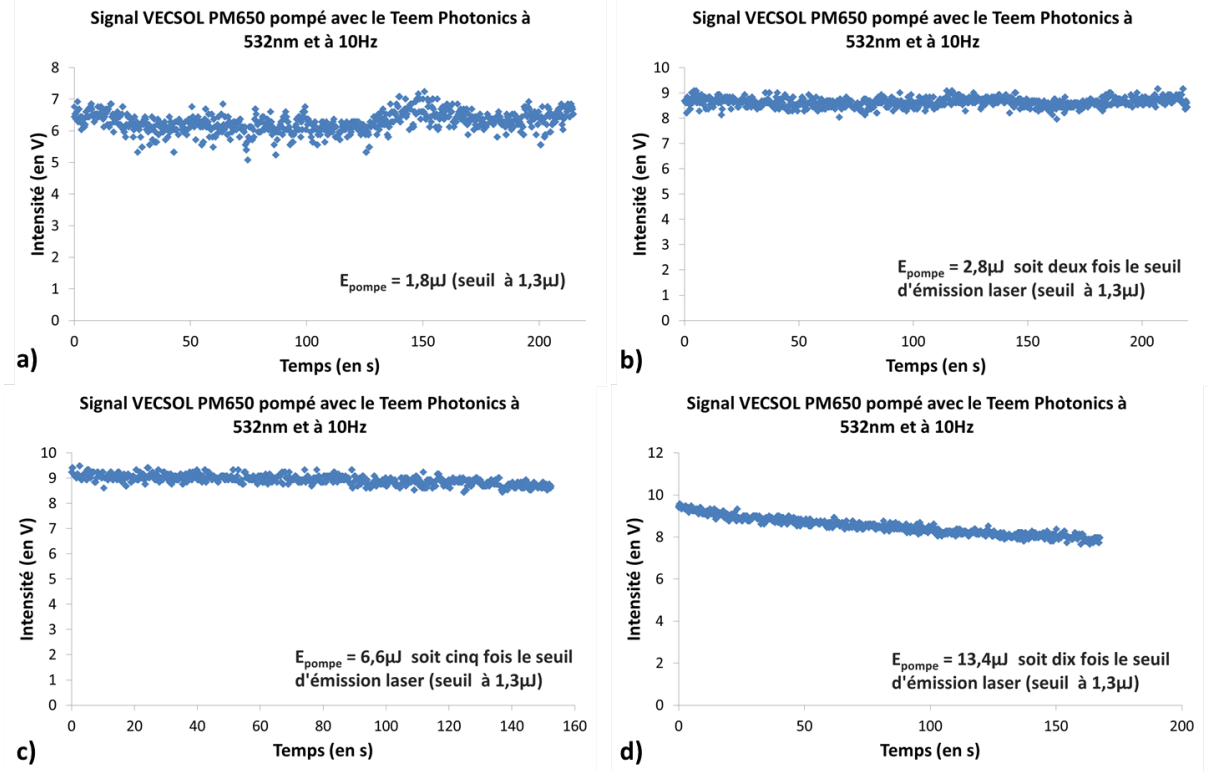 Signal VECSOL PM650 pompé avec le Teem Photonics à
532nm et à 10Hz
8
7
6
5
4
3
2
1
0
Intensité (en V)
E_pompe = 1,8µJ (seuil à 1,3µJ)
0 50 100 150 200
Temps (en s)
a)
Signal VECSOL PM650 pompé avec le Teem Photonics à
532nm et à 10Hz
10
9
8
7
6
5
4
3
2
1
0
Intensité (en V)
E_pompe = 2,8µJ soit deux fois le seuil
d'émission laser (seuil à 1,3µJ)
0 50 100 150 200
Temps (en s)
b)
Signal VECSOL PM650 pompé avec le Teem Photonics à
532nm et à 10Hz
10
9
8
7
6
5
4
3
2
1
0
Intensité (en V)
E_pompe = 6,6µJ soit cinq fois le seuil
d'émission laser (seuil à 1,3µJ)
0 20 40 60 80 100 120 140 160
Temps (en s)
c)
Signal VECSOL PM650 pompé avec le Teem Photonics à
532nm et à 10Hz
12
10
8
6
4
2
0
Intensité (en V)
E_pompe = 13,4µJ soit dix fois le seuil
d'émission laser (seuil à 1,3µJ)
0 50 100 150 200
Temps (en s)
d)